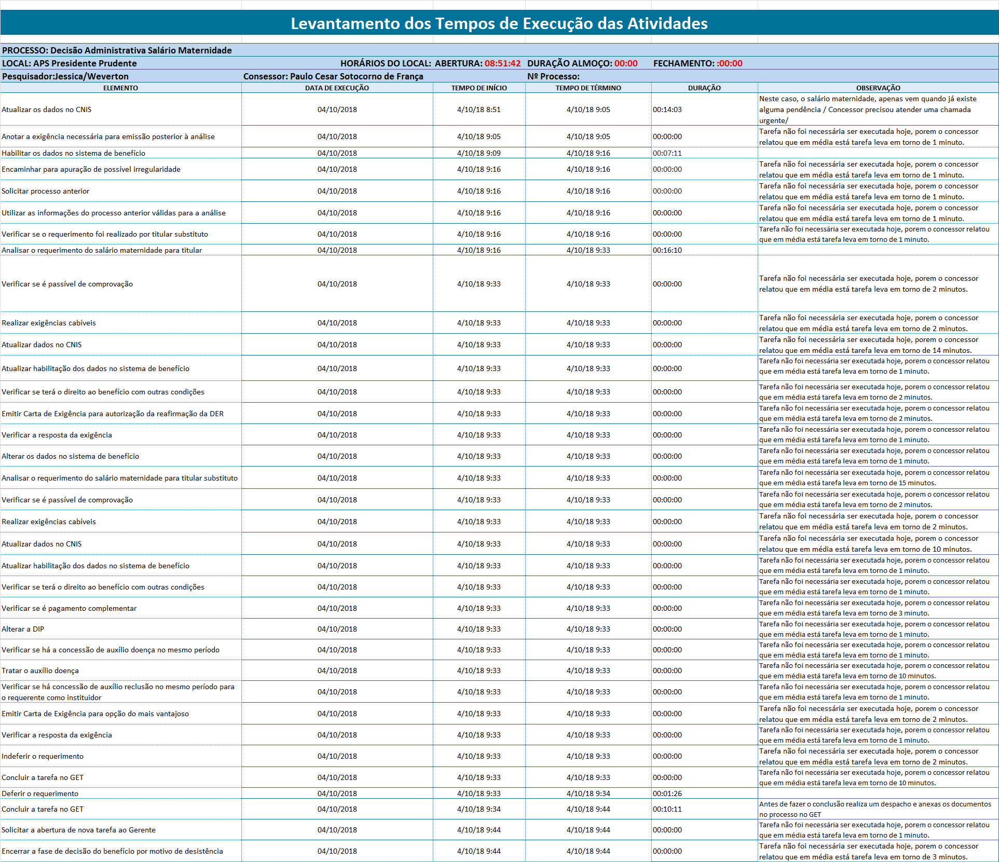 Levantamento dos Tempos de Execução das Atividades
PROCESSO: Decisão Administrativa Salário Maternidade
LOCAL: APS Presidente Prudente HORÁRIOS DO LOCAL: ABERTURA: 08:51:42 DURAÇÃO ALMOÇO: 00:00 FECHAMENTO: :00:00
Pesquisador:Jessica/Weverton Consessor: Paulo Cesar Sotocorno de França Nº Processo:
ELEMENTO DATA DE EXECUÇÃO TEMPO DE INÍCIO TEMPO DE TÉRMINO DURAÇÃO OBSERVAÇÃO
Atualizar os dados no CNIS 04/10/2018 4/10/18 8:51 4/10/18 9:05 00:14:03 Neste caso, o salário maternidade, apenas vem quando já existe
alguma pendência / Concessor precisou atender uma chamada
urgente/
Anotar a exigência necessária para emissão posterior à análise 04/10/2018 4/10/18 9:05 4/10/18 9:05 00:00:00 Tarefa não foi necessária ser executada hoje, porem o concessor
relatou que em média está tarefa leva em torno de 1 minuto.
Habilitar os dados no sistema de benefício 04/10/2018 4/10/18 9:09 4/10/18 9:16 00:07:11
Encaminhar para apuração de possível irregularidade 04/10/2018 4/10/18 9:16 4/10/18 9:16 00:00:00 Tarefa não foi necessária ser executada hoje, porem o concessor
relatou que em média está tarefa leva em torno de 1 minuto.
Solicitar processo anterior 04/10/2018 4/10/18 9:16 4/10/18 9:16 00:00:00 Tarefa não foi necessária ser executada hoje, porem o concessor
relatou que em média está tarefa leva em torno de 1 minuto.
Utilizar as informações do processo anterior válidas para a análise 04/10/2018 4/10/18 9:16 4/10/18 9:16 00:00:00 Tarefa não foi necessária ser executada hoje, porem o concessor
relatou que em média está tarefa leva em torno de 1 minuto.
Verificar se o requerimento foi realizado por titular substituto 04/10/2018 4/10/18 9:16 4/10/18 9:16 00:00:00 Tarefa não foi necessária ser executada hoje, porem o concessor relatou
que em média está tarefa leva em torno de 1 minuto.
Analisar o requerimento do salário maternidade para titular 04/10/2018 4/10/18 9:16 4/10/18 9:33 00:16:10
Verificar se é passível de comprovação 04/10/2018 4/10/18 9:33 4/10/18 9:33 00:00:00 Tarefa não foi necessária ser executada hoje, porem o concessor
relatou que em média está tarefa leva em torno de 2 minutos.
Realizar exigências cabíveis 04/10/2018 4/10/18 9:33 4/10/18 9:33 00:00:00 Tarefa não foi necessária ser executada hoje, porem o concessor
relatou que em média está tarefa leva em torno de 2 minutos.
Atualizar dados no CNIS 04/10/2018 4/10/18 9:33 4/10/18 9:33 00:00:00 Tarefa não foi necessária ser executada hoje, porem o concessor
relatou que em média está tarefa leva em torno de 14 minutos.
Atualizar habilitação dos dados no sistema de benefício 04/10/2018 4/10/18 9:33 4/10/18 9:33 00:00:00 Tarefa não foi necessária ser executada hoje, porem o concessor relatou
que em média está tarefa leva em torno de 1 minuto.
Verificar se terá o direito ao benefício com outras condições 04/10/2018 4/10/18 9:33 4/10/18 9:33 00:00:00 Tarefa não foi necessária ser executada hoje, porem o concessor relatou
que em média está tarefa leva em torno de 2 minutos.
Emitir Carta de Exigência para autorização da reafirmação da DER 04/10/2018 4/10/18 9:33 4/10/18 9:33 00:00:00 Tarefa não foi necessária ser executada hoje, porem o concessor relatou
que em média está tarefa leva em torno de 2 minutos.
Verificar a resposta da exigência 04/10/2018 4/10/18 9:33 4/10/18 9:33 00:00:00 Tarefa não foi necessária ser executada hoje, porem o concessor relatou
que em média está tarefa leva em torno de 1 minuto.
Alterar os dados no sistema de benefício 04/10/2018 4/10/18 9:33 4/10/18 9:33 00:00:00 Tarefa não foi necessária ser executada hoje, porem o concessor relatou
que em média está tarefa leva em torno de 1 minuto.
Analisar o requerimento do salário maternidade para titular substituto 04/10/2018 4/10/18 9:33 4/10/18 9:33 00:00:00 Tarefa não foi necessária ser executada hoje, porem o concessor relatou
que em média está tarefa leva em torno de 15 minutos.
Verificar se é passível de comprovação 04/10/2018 4/10/18 9:33 4/10/18 9:33 00:00:00 Tarefa não foi necessária ser executada hoje, porem o concessor relatou
que em média está tarefa leva em torno de 2 minutos.
Realizar exigências cabíveis 04/10/2018 4/10/18 9:33 4/10/18 9:33 00:00:00 Tarefa não foi necessária ser executada hoje, porem o concessor
relatou que em média está tarefa leva em torno de 2 minutos.
Atualizar dados no CNIS 04/10/2018 4/10/18 9:33 4/10/18 9:33 00:00:00 Tarefa não foi necessária ser executada hoje, porem o concessor
relatou que em média está tarefa leva em torno de 10 minutos.
Atualizar habilitação dos dados no sistema de benefício 04/10/2018 4/10/18 9:33 4/10/18 9:33 00:00:00 Tarefa não foi necessária ser executada hoje, porem o concessor relatou
que em média está tarefa leva em torno de 1 minuto.
Verificar se terá o direito ao benefício com outras condições 04/10/2018 4/10/18 9:33 4/10/18 9:33 00:00:00 Tarefa não foi necessária ser executada hoje, porem o concessor relatou
que em média está tarefa leva em torno de 1 minuto.
Verificar se é pagamento complementar 04/10/2018 4/10/18 9:33 4/10/18 9:33 00:00:00 Tarefa não foi necessária ser executada hoje, porem o concessor relatou
que em média está tarefa leva em torno de 3 minuto.
Alterar a DIP 04/10/2018 4/10/18 9:33 4/10/18 9:33 00:00:00 Tarefa não foi necessária ser executada hoje, porem o concessor relatou
que em média está tarefa leva em torno de 1 minuto.
Verificar se há a concessão de auxílio doença no mesmo período 04/10/2018 4/10/18 9:33 4/10/18 9:33 00:00:00 Tarefa não foi necessária ser executada hoje, porem o concessor relatou
que em média está tarefa leva em torno de 1 minuto.
Tratar o auxílio doença 04/10/2018 4/10/18 9:33 4/10/18 9:33 00:00:00 Tarefa não foi necessária ser executada hoje, porem o concessor relatou
que em média está tarefa leva em torno de 10 minutos.
Verificar se há concessão de auxílio reclusão no mesmo período para
o requerente como instituidor 04/10/2018 4/10/18 9:33 4/10/18 9:33 00:00:00 Tarefa não foi necessária ser executada hoje, porem o concessor relatou
que em média está tarefa leva em torno de 1 minuto.
Emitir Carta de Exigência para opção do mais vantajoso 04/10/2018 4/10/18 9:33 4/10/18 9:33 00:00:00 Tarefa não foi necessária ser executada hoje, porem o concessor
relatou que em média está tarefa leva em torno de 2 minutos.
Verificar a resposta da exigência 04/10/2018 4/10/18 9:33 4/10/18 9:33 00:00:00 Tarefa não foi necessária ser executada hoje, porem o concessor relatou
que em média está tarefa leva em torno de 1 minuto.
Indeferir o requerimento 04/10/2018 4/10/18 9:33 4/10/18 9:33 00:00:00 Tarefa não foi necessária ser executada hoje, porem o concessor
relatou que em média está tarefa leva em torno de 2 minutos.
Concluir a tarefa no GET 04/10/2018 4/10/18 9:33 4/10/18 9:33 00:00:00 Tarefa não foi necessária ser executada hoje, porem o concessor relatou
que em média está tarefa leva em torno de 10 minutos.
Deferir o requerimento 04/10/2018 4/10/18 9:33 4/10/18 9:34 00:01:26
Concluir a tarefa no GET 04/10/2018 4/10/18 9:34 4/10/18 9:44 00:10:11 Antes de fazer o conclusão realiza um despacho e anexas os documentos
no processo no GET
Solicitar a abertura de nova tarefa ao Gerente 04/10/2018 4/10/18 9:44 4/10/18 9:44 00:00:00 Tarefa não foi necessária ser executada hoje, porem o concessor relatou
que em média está tarefa leva em torno de 1 minuto.
Encerrar a fase de decisão do benefício por motivo de desistência 04/10/2018 4/10/18 9:44 4/10/18 9:44 00:00:00 Tarefa não foi necessária ser executada hoje, porem o concessor
relatou que em média está tarefa leva em torno de 3 minutos.